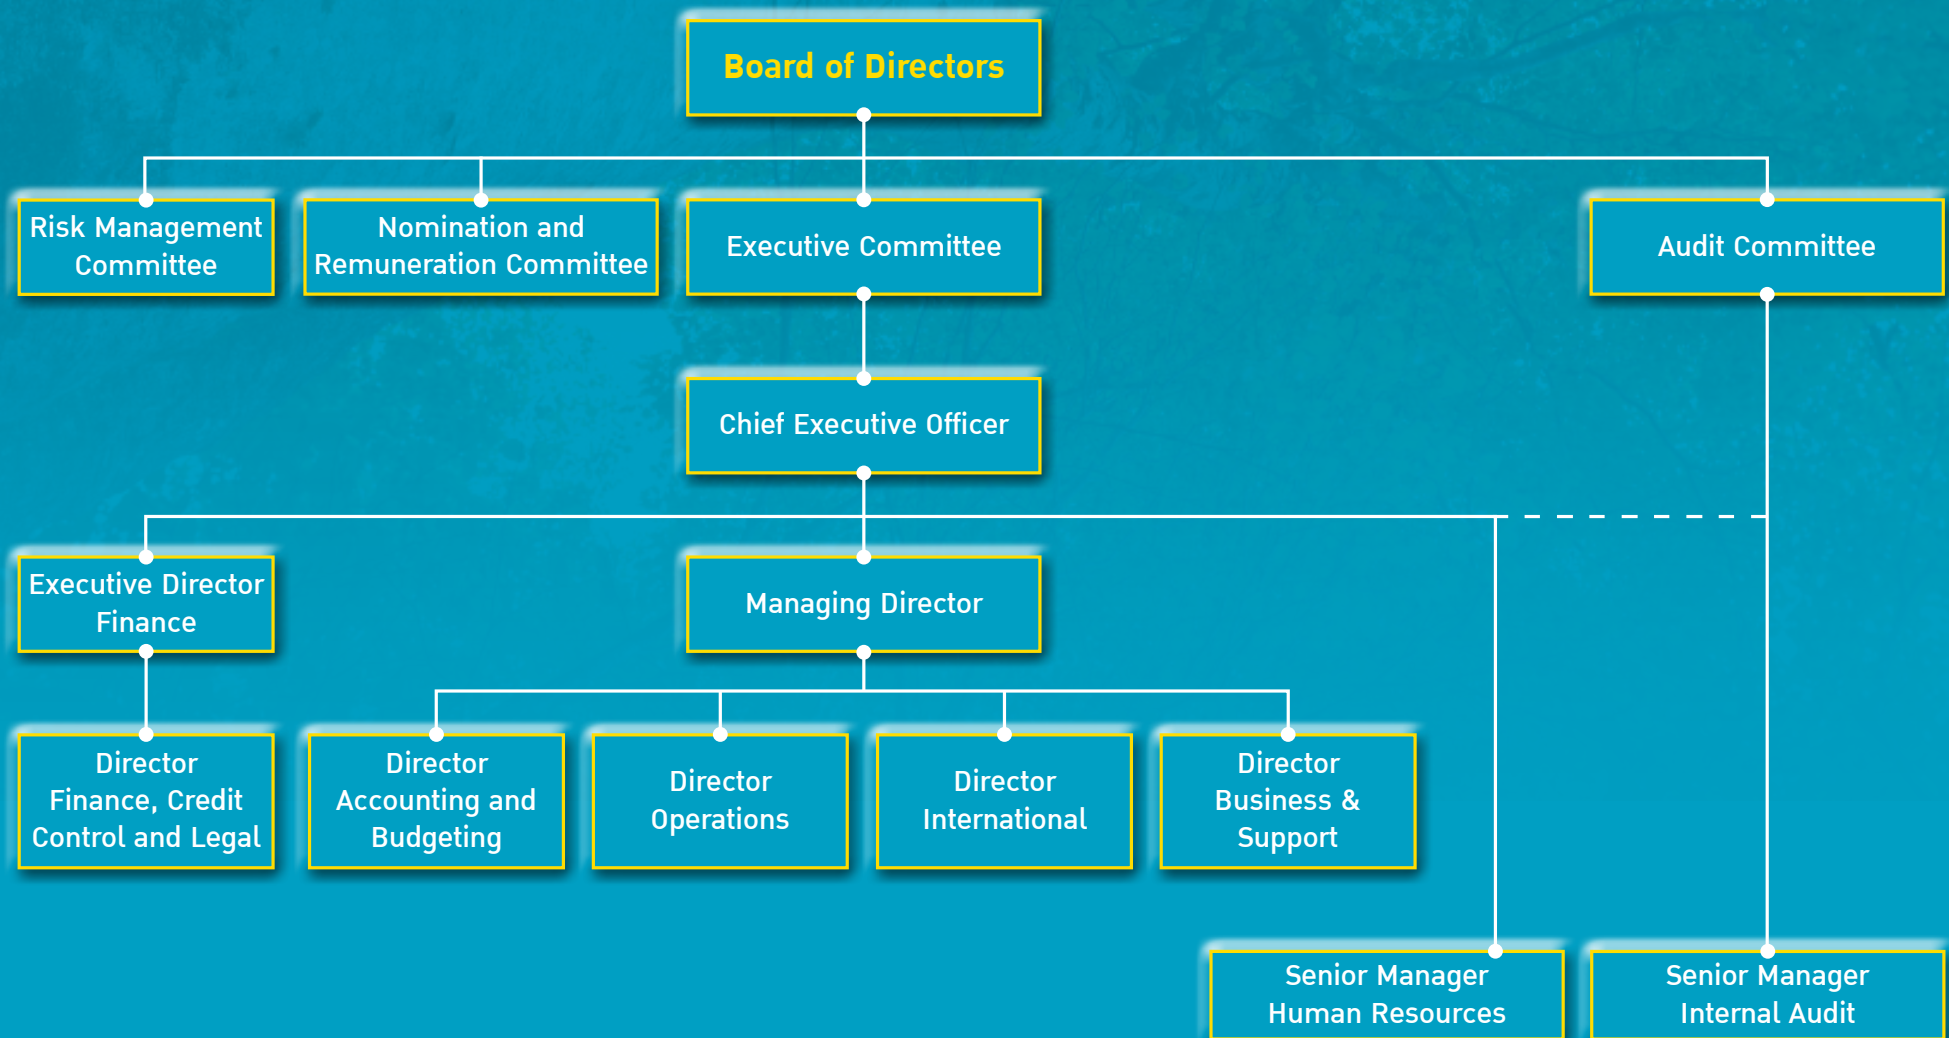 Board of Directors
Risk Management
Committee
Nomination and
Remuneration Committee
Executive Committee
Audit Committee
Chief Executive Officer
Executive Director
Finance
Managing Director
Director
Finance, Credit
Control and Legal
Director
Accounting and
Budgeting
Director
Operations
Director
International
Director
Business &
Support
Senior Manager
Human Resources
Senior Manager
Internal Audit